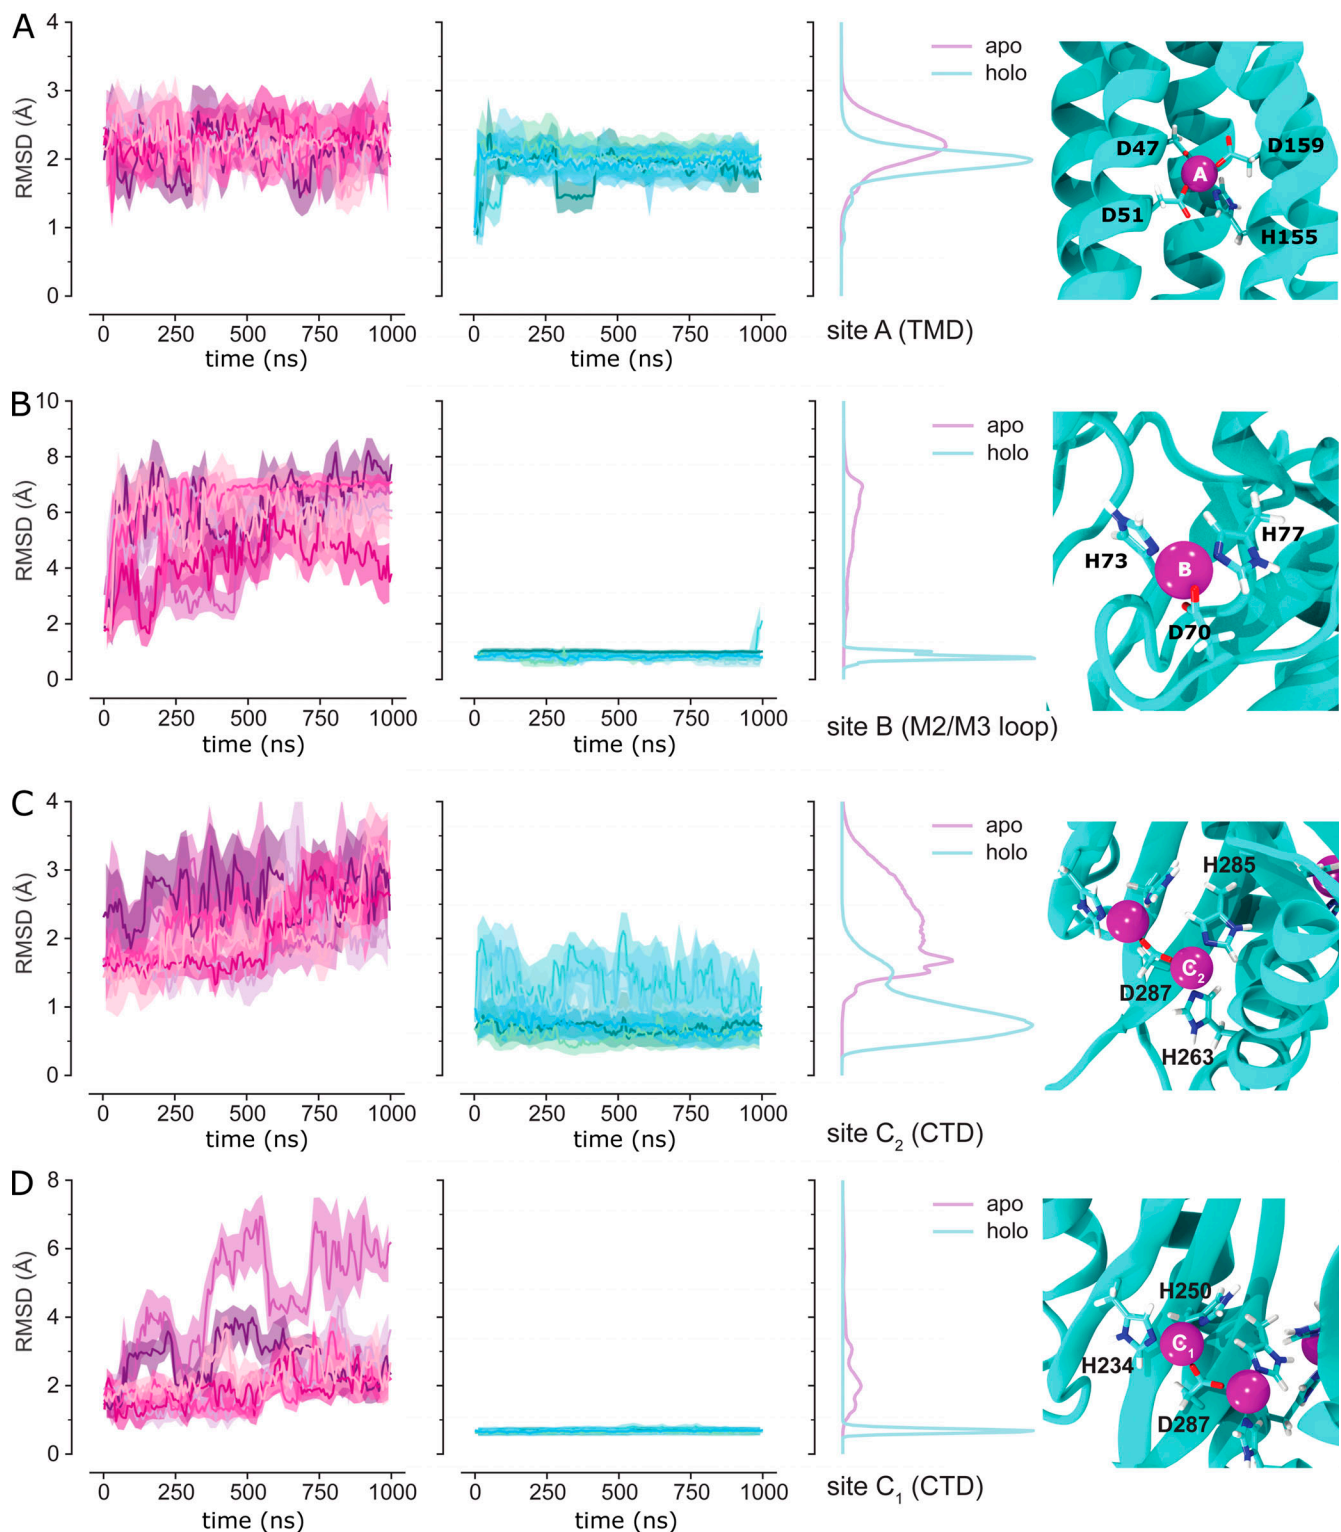 A
4
3
2
1
0
RMSD (Å)
0 250 500 750 1000
time (ns)
0 250 500 750 1000
time (ns)
apo
holo
site A (TMD)
D47
D159
A
D51
H155
B
10
8
6
4
2
0
RMSD (Å)
0 250 500 750 1000
time (ns)
0 250 500 750 1000
time (ns)
apo
holo
site B (M2/M3 loop)
H77
H73
B
D70
C
4
3
2
1
0
RMSD (Å)
0 250 500 750 1000
time (ns)
0 250 500 750 1000
time (ns)
apo
holo
site C2 (CTD)
H285
C2
D287
H263
D
8
6
4
2
0
RMSD (Å)
0 250 500 750 1000
time (ns)
0 250 500 750 1000
time (ns)
apo
holo
site C1 (CTD)
H250
C1
H234
D287